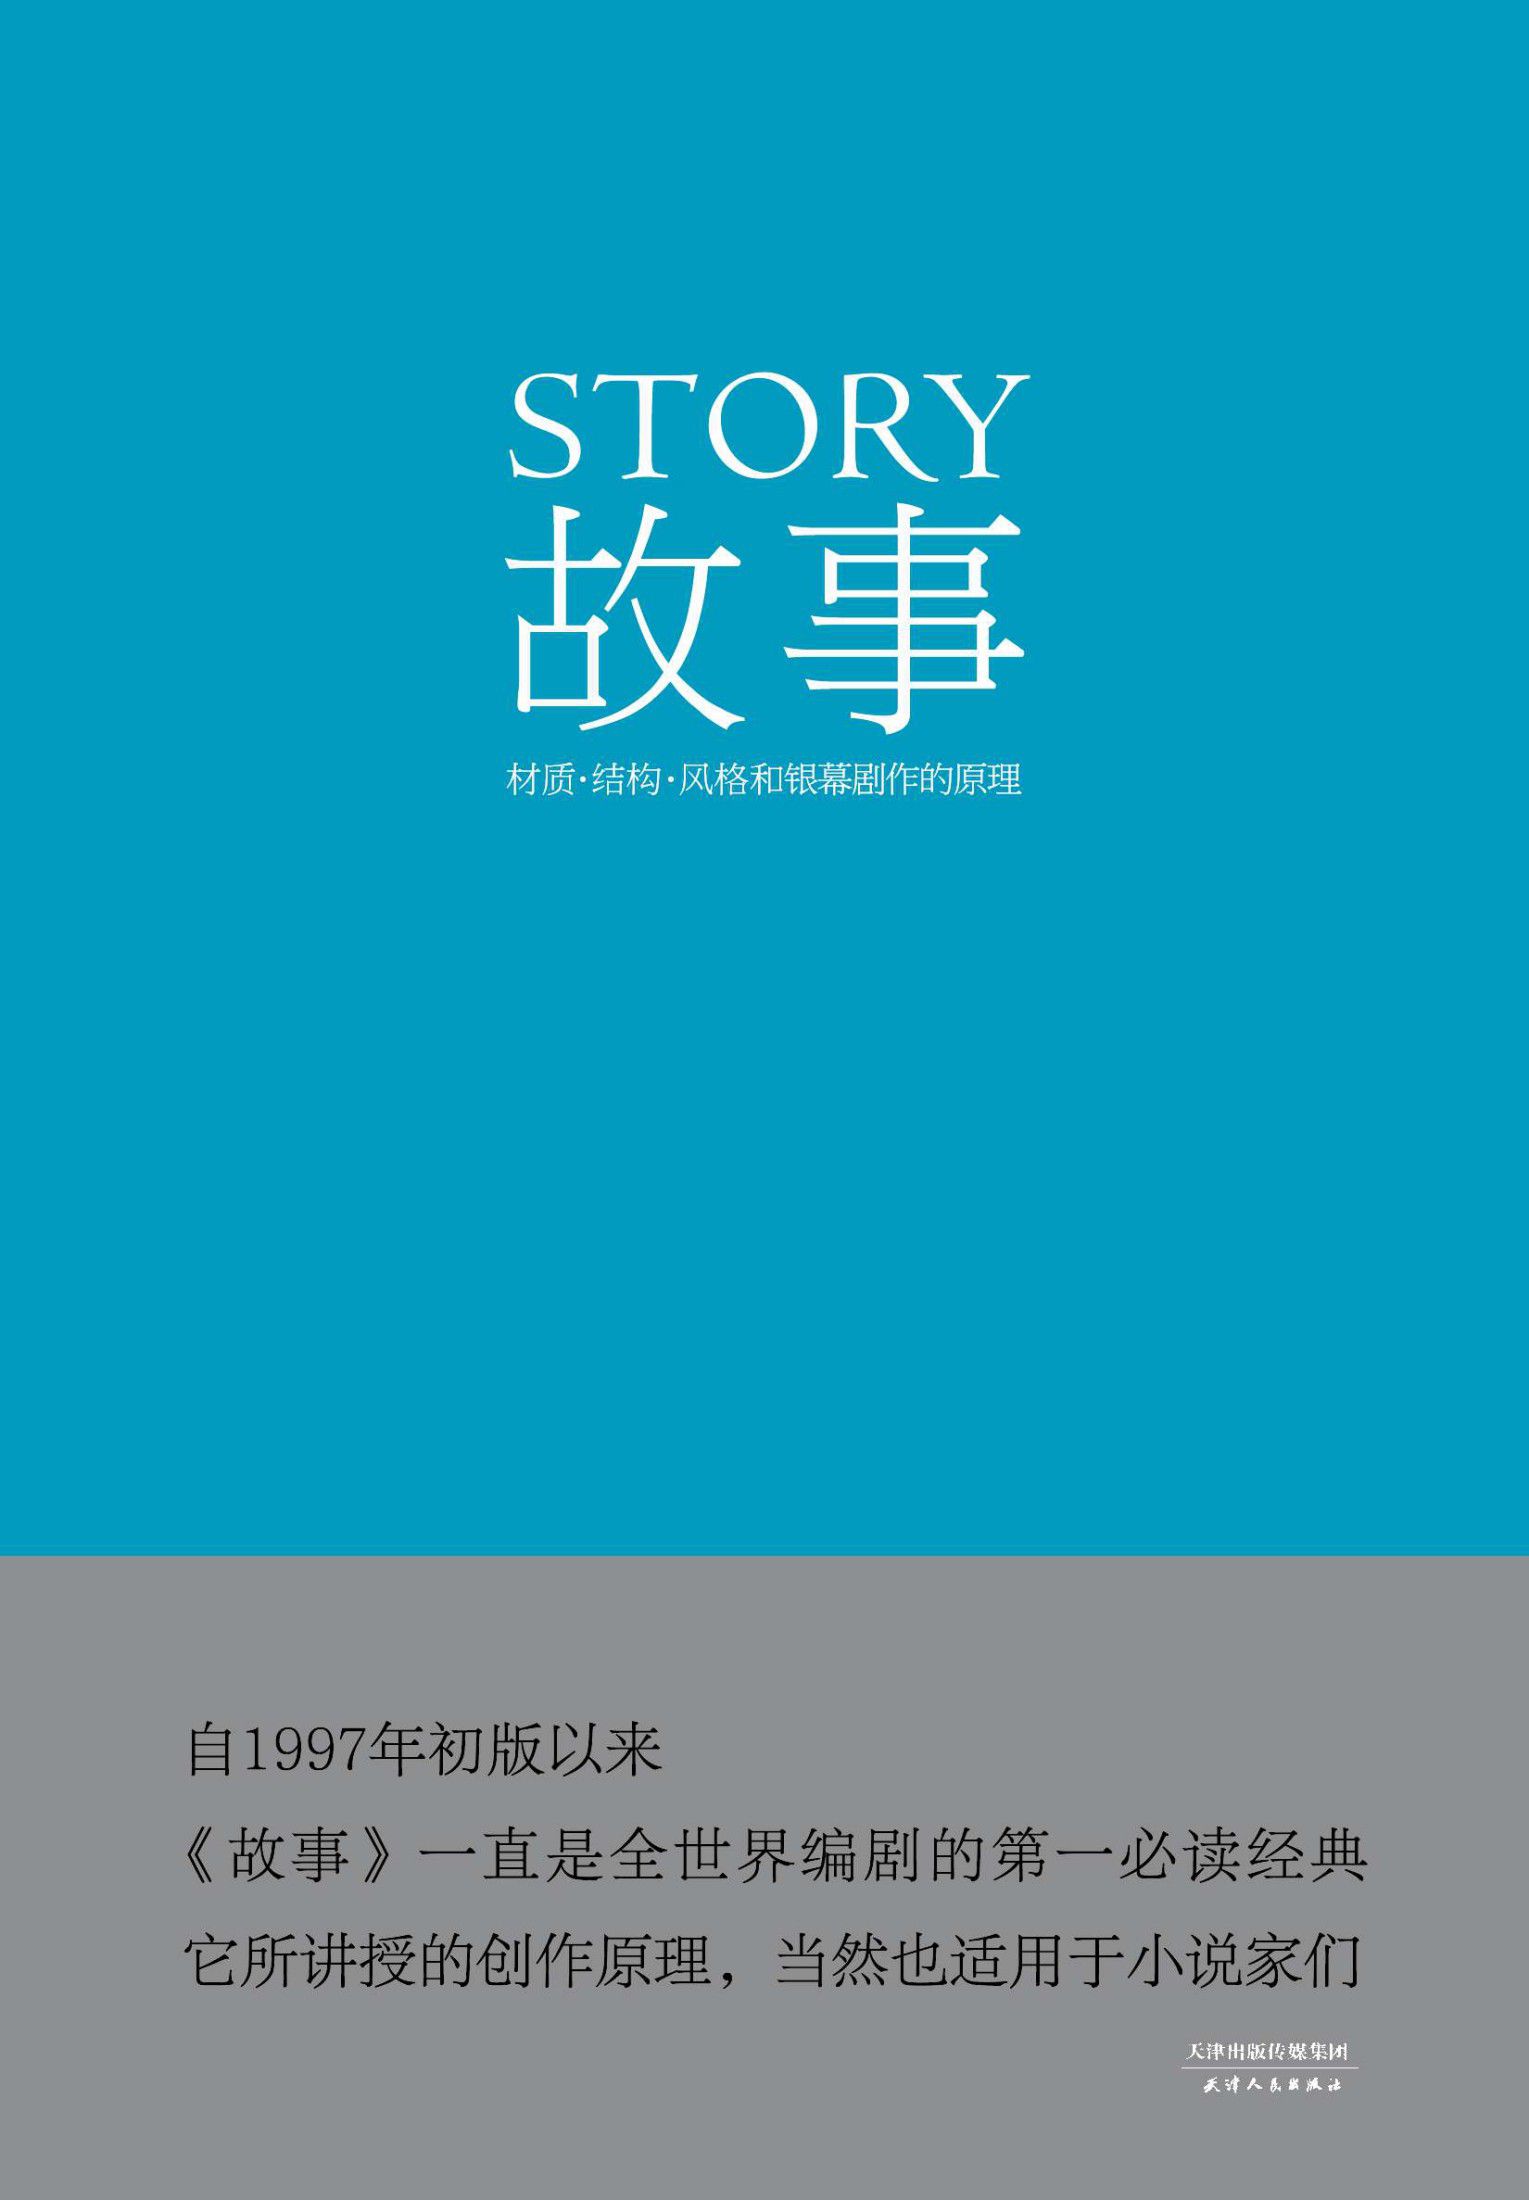 STORY
故事
材质·结构·风格和银幕剧作的原理
自1997年初版以来
《故事》一直是全世界编剧的第一必读经典
它所讲授的创作原理，当然也适用于小说家们
天津出版传媒集团
天津人民出版社